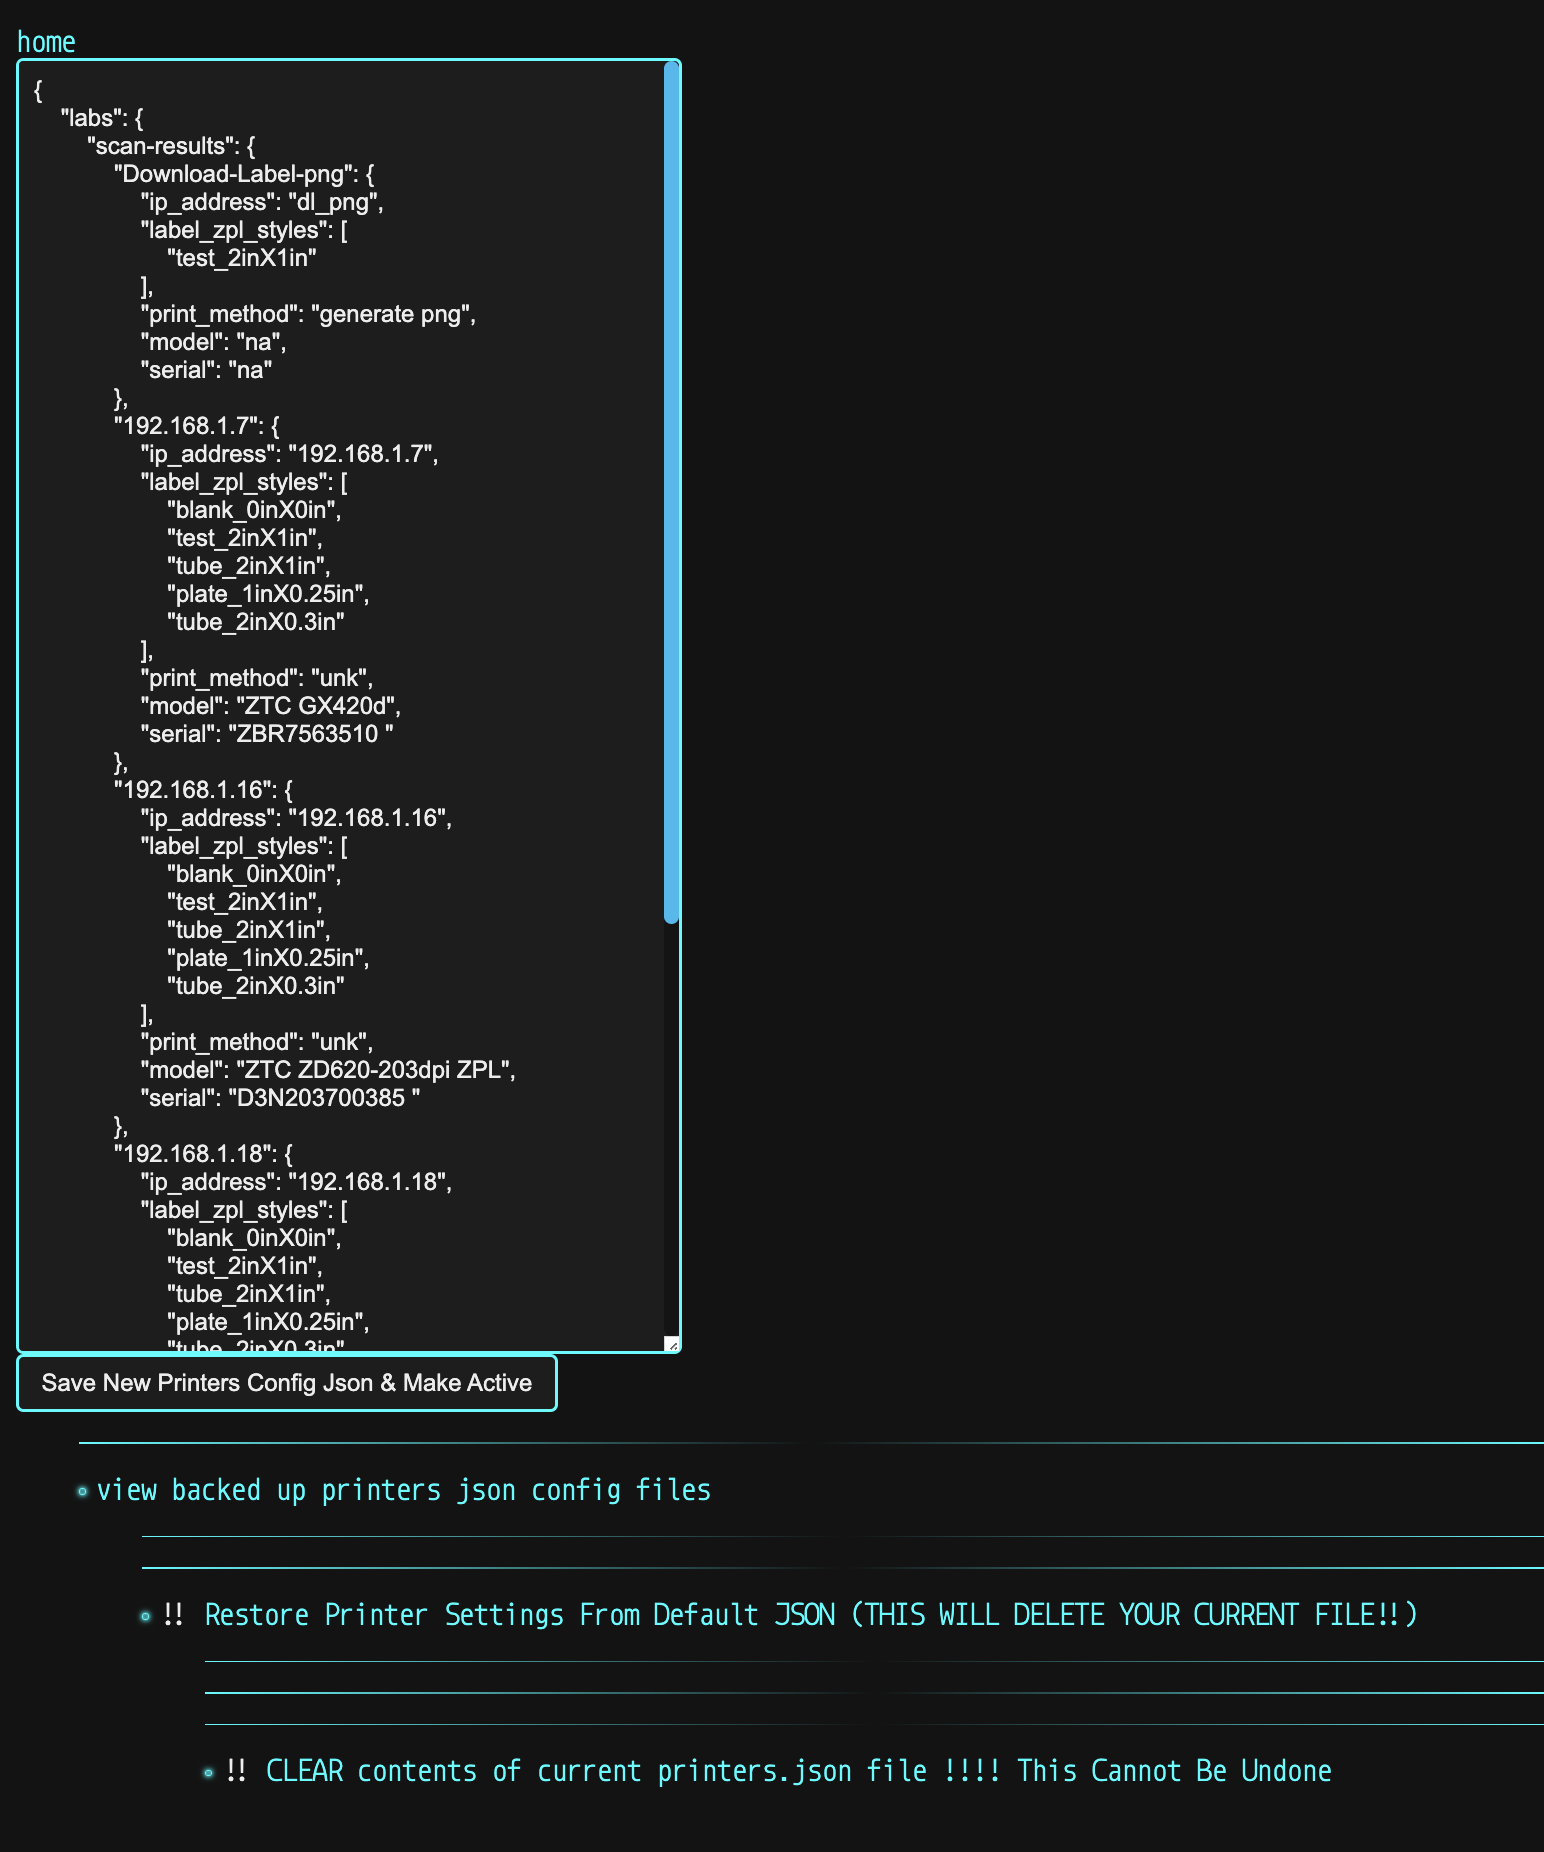 home
{
"labs": {
"scan-results": {
"Download-Label-png": {
"ip_address": "dl_png",
"label_zpl_styles": [
"test_2inX1in"
],
"print_method": "generate png",
"model": "na",
"serial": "na"
},
"192.168.1.7": {
"ip_address": "192.168.1.7",
"label_zpl_styles": [
"blank_0inX0in",
"test_2inX1in",
"tube_2inX1in",
"plate_1inX0.25in",
"tube_2inX0.3in"
],
"print_method": "unk",
"model": "ZTC GX420d",
"serial": "ZBR7563510 "
},
"192.168.1.16": {
"ip_address": "192.168.1.16",
"label_zpl_styles": [
"blank_0inX0in",
"test_2inX1in",
"tube_2inX1in",
"plate_1inX0.25in",
"tube_2inX0.3in"
],
"print_method": "unk",
"model": "ZTC ZD620-203dpi ZPL",
"serial": "D3N203700385 "
},
"192.168.1.18": {
"ip_address": "192.168.1.18",
"label_zpl_styles": [
"blank_0inX0in",
"test_2inX1in",
"tube_2inX1in",
"plate_1inX0.25in",
"tube_2inX0.3in"
Save New Printers Config Json & Make Active
view backed up printers json config files
!! Restore Printer Settings From Default JSON (THIS WILL DELETE YOUR CURRENT FILE!!)
!! CLEAR contents of current printers.json file !!!! This Cannot Be Undone